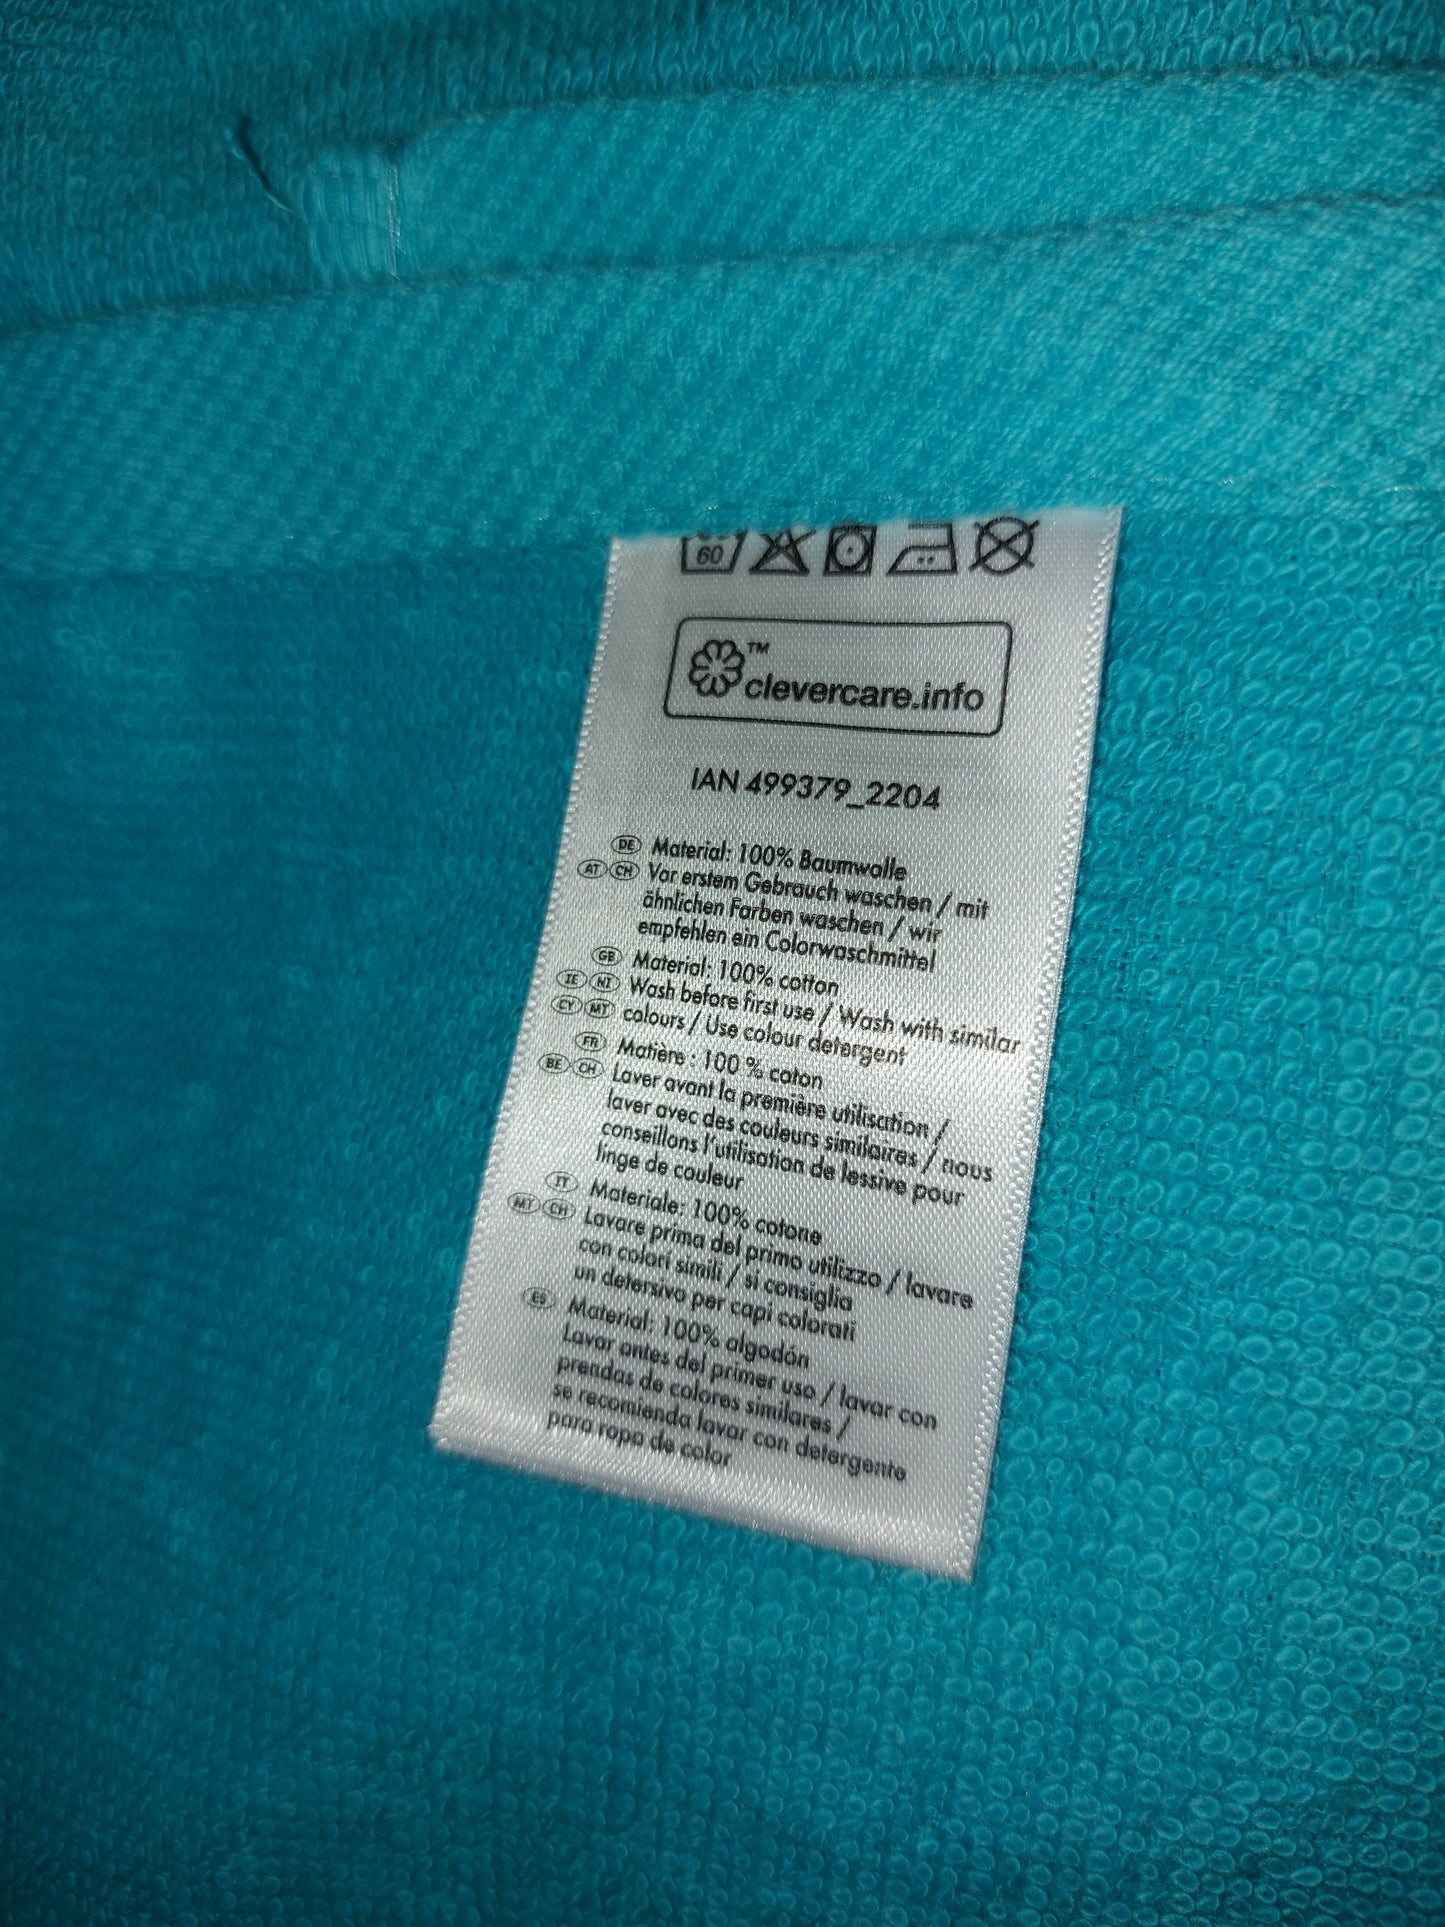 60
™
clevercare.info
IAN 499379_2204
DE Material: 100% Baumwolle
AT CH Vor erstem Gebrauch waschen / mit
ähnlichen Farben waschen / wir
empfehlen ein Colorwaschmittel
GB Material: 100% cotton
IE NI Wash before first use / Wash with similar
CY MT colours / Use colour detergent
FR Matière : 100 % coton
BE CH Laver avant la première utilisation /
laver avec des couleurs similaires / nous
conseillons l'utilisation de lessive pour
linge de couleur
IT Materiale: 100% cotone
MT CH Lavare prima del primo utilizzo / lavare
con colori simili / si consiglia
un detersivo per capi colorati
ES Material: 100% algodón
Lavar antes del primer uso / lavar con
prendas de colores similares /
se recomienda lavar con detergente
para ropa de color